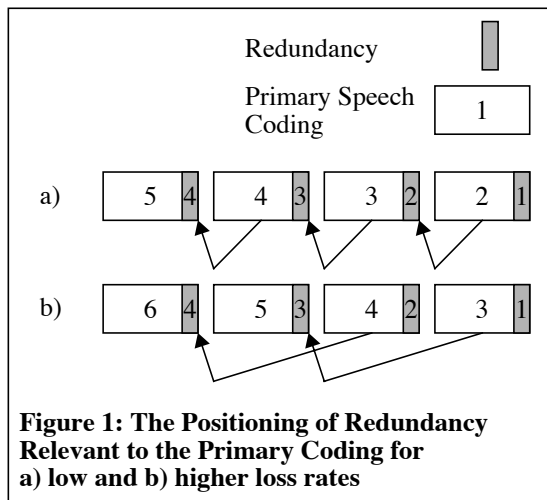 Redundancy
Primary Speech
Coding
1
a) 5 4 4 3 3 2 2 1
b) 6 4 5 3 4 2 3 1
Figure 1: The Positioning of Redundancy
Relevant to the Primary Coding for
a) low and b) higher loss rates